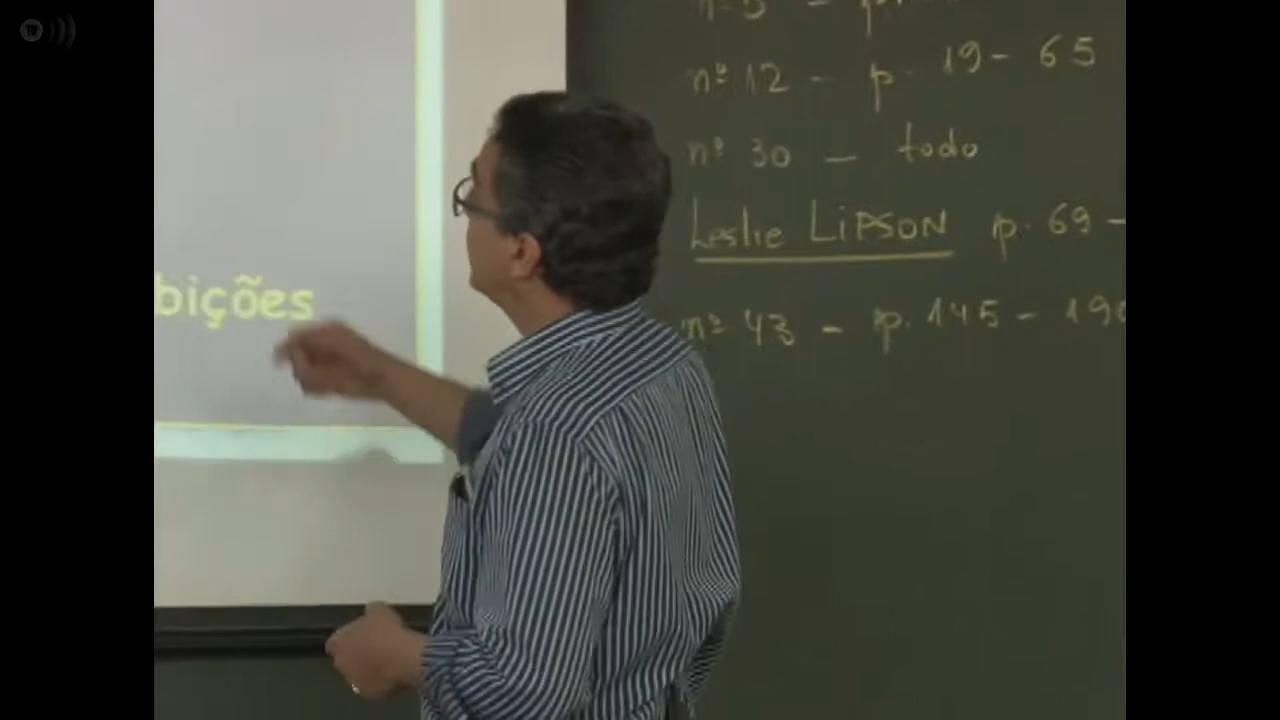 bições
nº 12 - p. 19 - 65
nº 30 - todo
Leslie LIPSON p. 69 -
nº 43 - p. 145 - 190